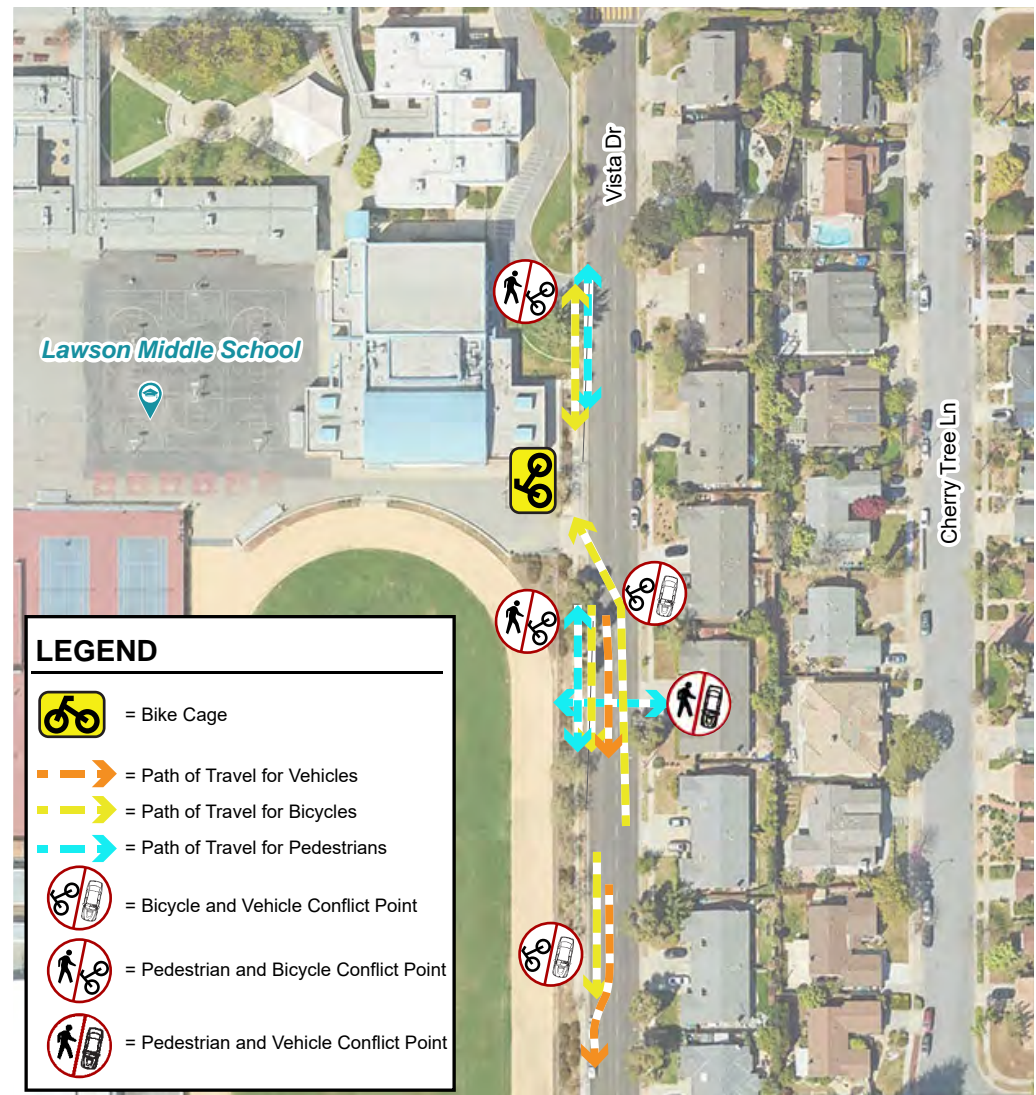 Vista Dr
Lawson Middle School
Cherry Tree Ln
LEGEND
= Bike Cage
= Path of Travel for Vehicles
= Path of Travel for Bicycles
= Path of Travel for Pedestrians
= Bicycle and Vehicle Conflict Point
= Pedestrian and Bicycle Conflict Point
= Pedestrian and Vehicle Conflict Point